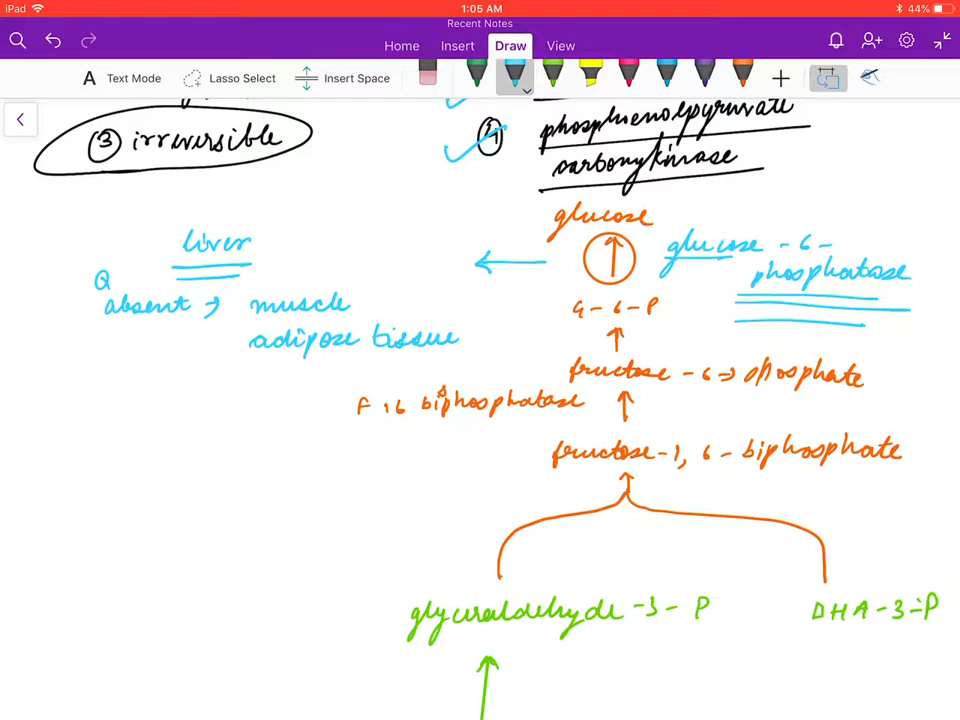 iPad
1:05 AM
44%
Recent Notes
Home Insert Draw View
A Text Mode Lasso Select Insert Space
③ irreversible
④ phosphoenolpyruvate
carboxykinase
glucose
liver
glucose - 6 -
phosphatase
Q
absent → muscle
adipose tissue
G - 6 - P
fructose - 6 → phosphate
F 1,6 bisphosphatase
fructose - 1, 6 - biphosphate
glyceraldehyde - 3 - P
DHA - 3 - P